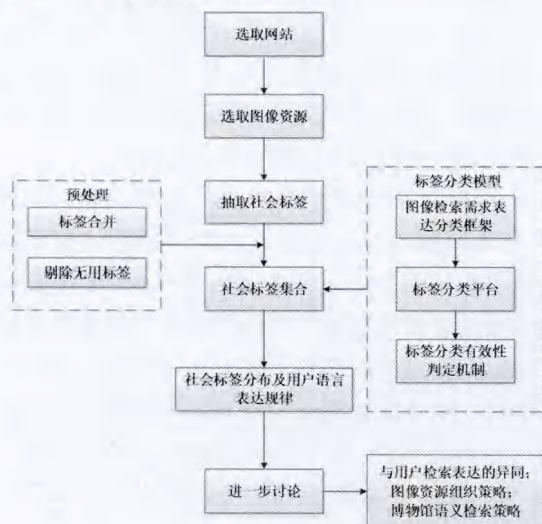 选取网站
选取图像资源
抽取社会标签
预处理
标签合并
剔除无用标签
社会标签集合
标签分类模型
图像检索需求表
达分类框架
标签分类平台
标签分类有效性
判定机制
社会标签分布及用户语言
表达规律
进一步讨论
与用户检索表达的异同;
图像资源组织策略;
博物馆语义检索策略